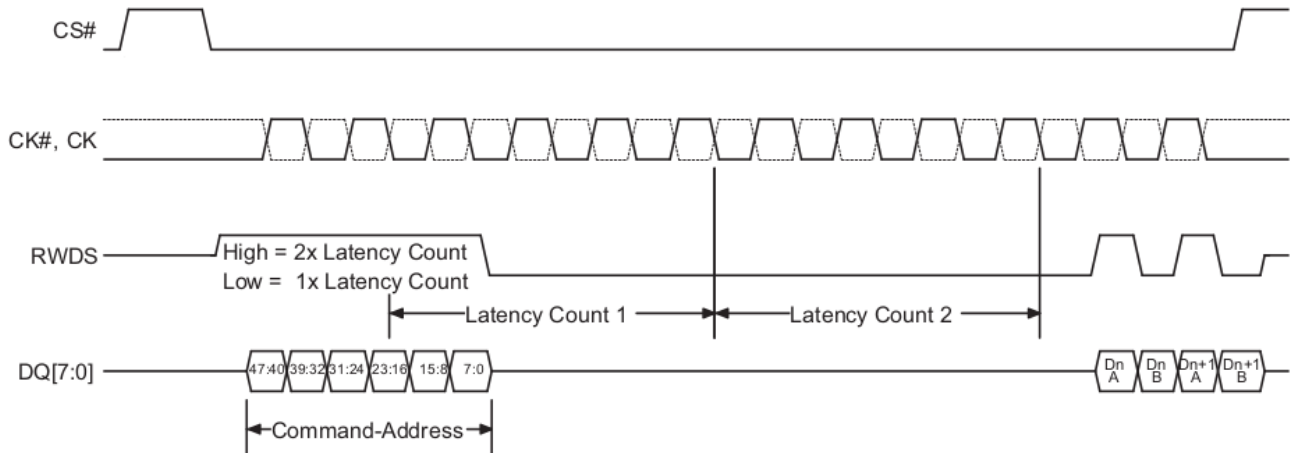 CS#
CK#, CK
RWDS
High = 2x Latency Count
Low = 1x Latency Count
Latency Count 1
Latency Count 2
DQ[7:0]
47:40 39:32 31:24 23:16 15:8 7:0
Dn A
Dn B
Dn+1 A
Dn+1 B
Command-Address